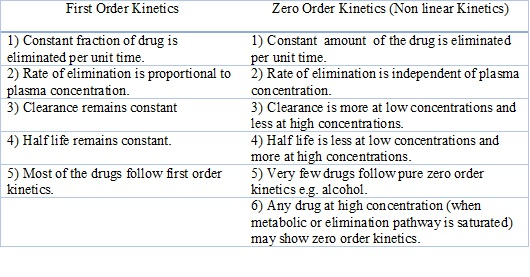 First Order Kinetics
Zero Order Kinetics (Non linear Kinetics)
1) Constant fraction of drug is
eliminated per unit time.
1) Constant amount of the drug is eliminated
per unit time.
2) Rate of elimination is proportional to
plasma concentration.
2) Rate of elimination is independent of plasma
concentration.
3) Clearance remains constant
3) Clearance is more at low concentrations and
less at high concentrations.
4) Half life remains constant.
4) Half life is less at low concentrations and
more at high concentrations.
5) Most of the drugs follow first order
kinetics.
5) Very few drugs follow pure zero order
kinetics e.g. alcohol.
6) Any drug at high concentration (when
metabolic or elimination pathway is saturated)
may show zero order kinetics.